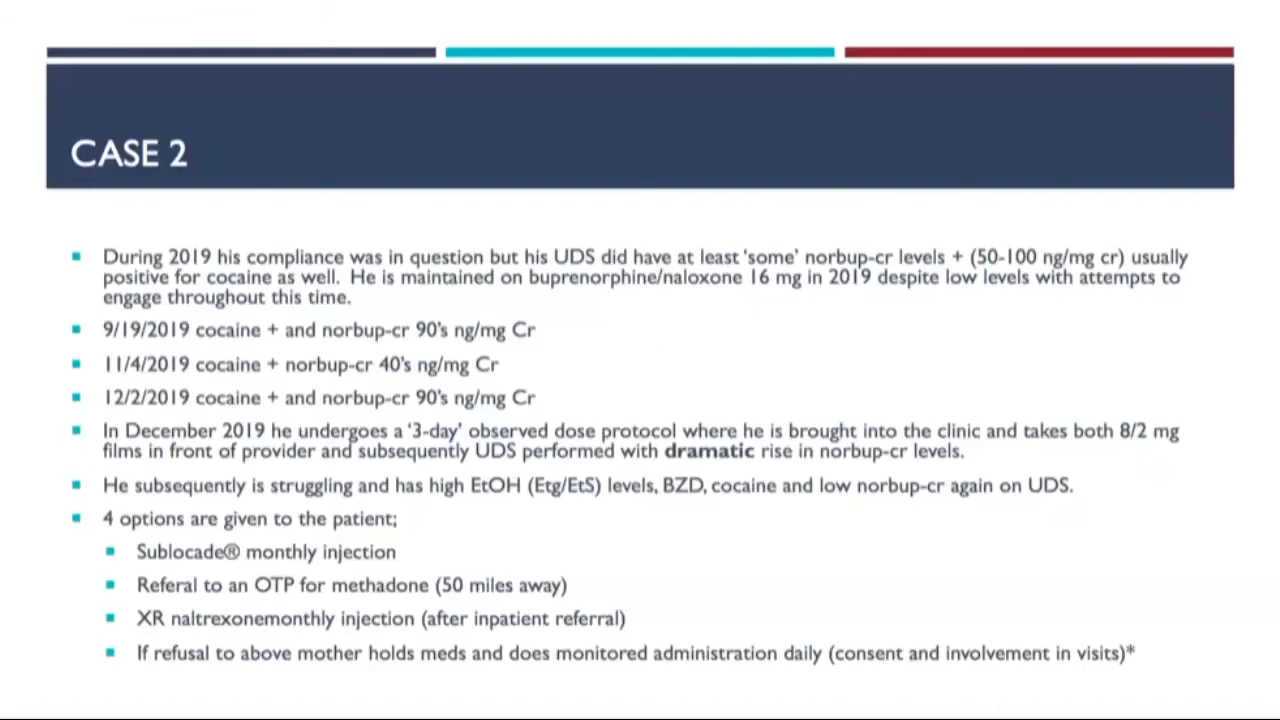 CASE 2
During 2019 his compliance was in question but his UDS did have at least ‘some’ norbup-cr levels + (50-100 ng/mg cr) usually
positive for cocaine as well. He is maintained on buprenorphine/naloxone 16 mg in 2019 despite low levels with attempts to
engage throughout this time.
9/19/2019 cocaine + and norbup-cr 90’s ng/mg Cr
11/4/2019 cocaine + norbup-cr 40’s ng/mg Cr
12/2/2019 cocaine + and norbup-cr 90’s ng/mg Cr
In December 2019 he undergoes a ‘3-day’ observed dose protocol where he is brought into the clinic and takes both 8/2 mg
films in front of provider and subsequently UDS performed with dramatic rise in norbup-cr levels.
He subsequently is struggling and has high EtOH (Etg/EtS) levels, BZD, cocaine and low norbup-cr again on UDS.
4 options are given to the patient;
Sublocade® monthly injection
Referal to an OTP for methadone (50 miles away)
XR naltrexonemonthly injection (after inpatient referral)
If refusal to above mother holds meds and does monitored administration daily (consent and involvement in visits)*